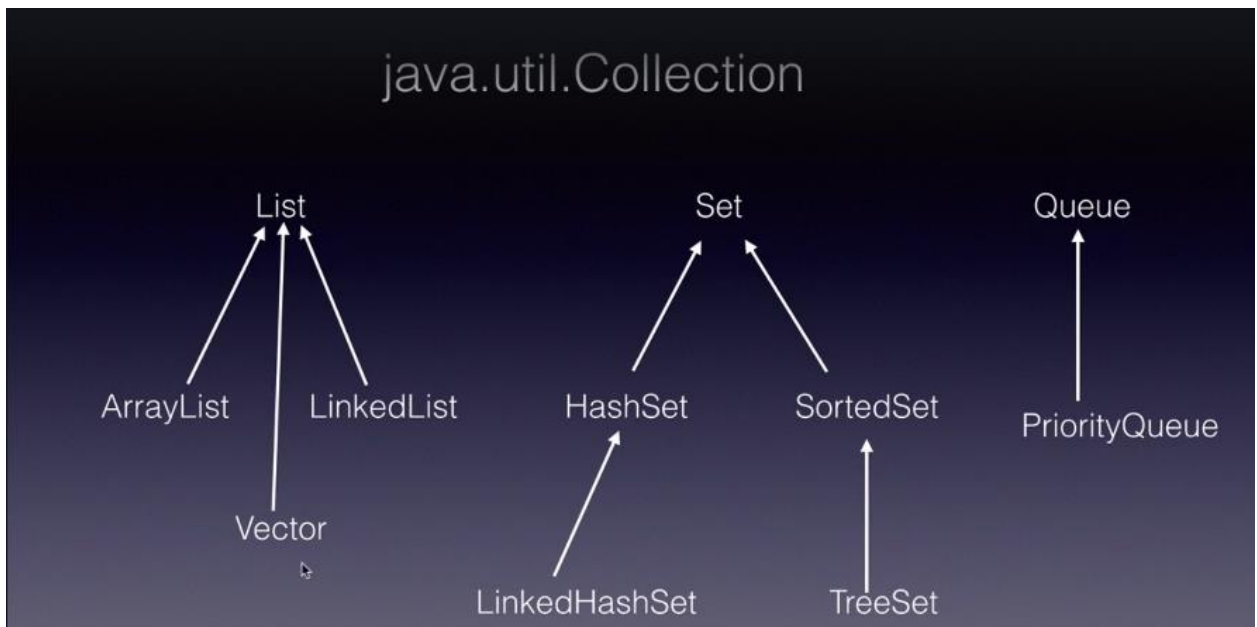 java.util.Collection
List Set Queue
ArrayList LinkedList HashSet SortedSet
PriorityQueue
Vector
LinkedHashSet TreeSet